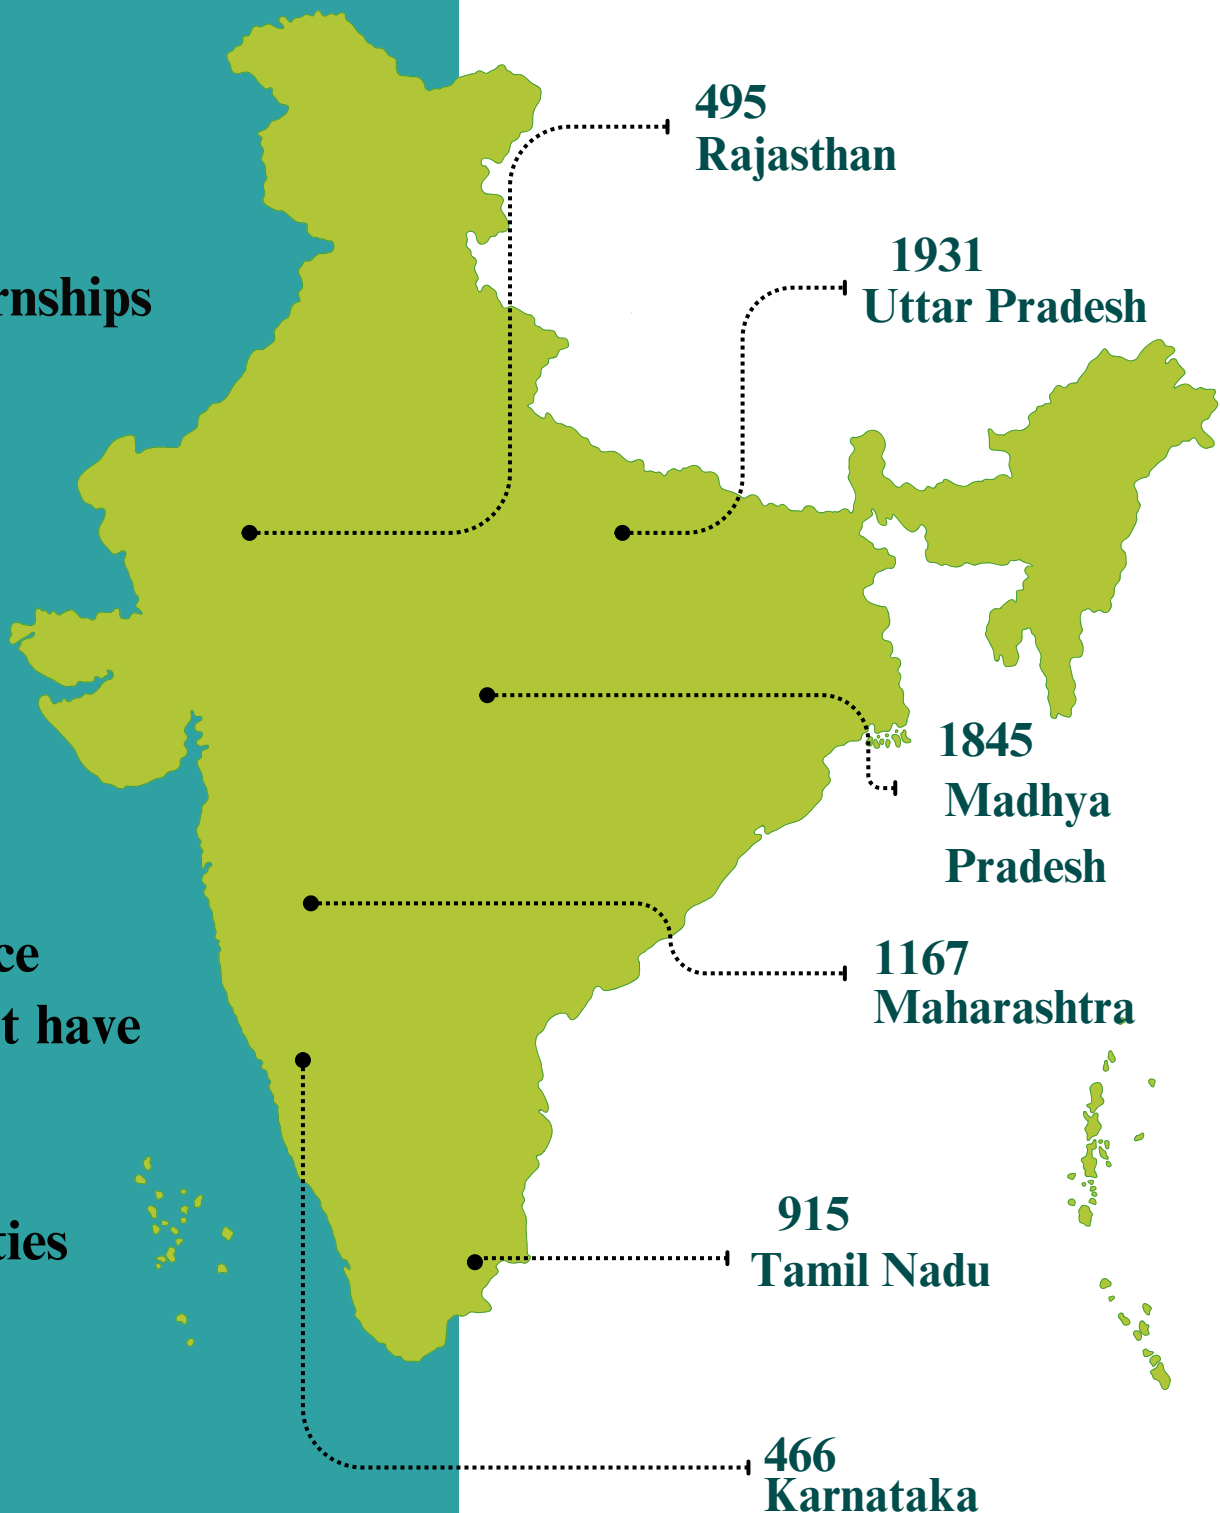 495
Rajasthan
1931
Uttar Pradesh
rnships
1845
Madhya
Pradesh
ce
1167
Maharashtra
t have
915
Tamil Nadu
ties
466
Karnataka